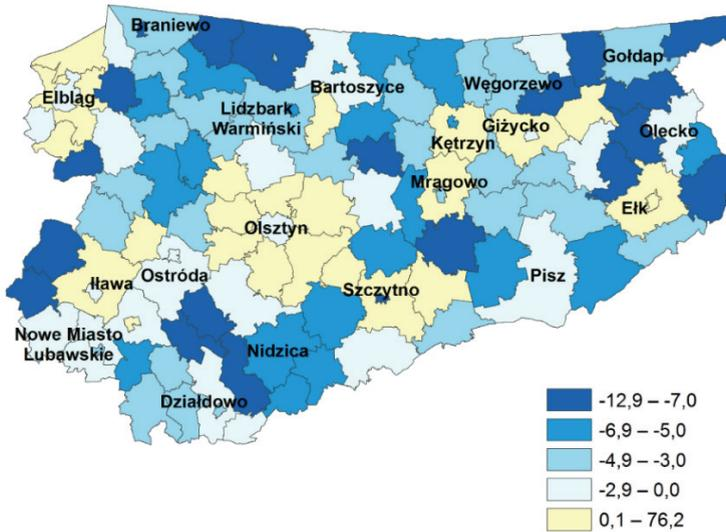 Braniewo
Gołdap
Bartoszyce
Węgorzewo
Elbląg
Lidzbark
Warmiński
Giżycko
Olecko
Kętrzyn
Mrągowo
Ełk
Olsztyn
Ostróda
Iława
Szczytno
Pisz
Nowe Miasto
Lubawskie
Nidzica
Działdowo
-12,9 – -7,0
-6,9 – -5,0
-4,9 – -3,0
-2,9 – 0,0
0,1 – 76,2